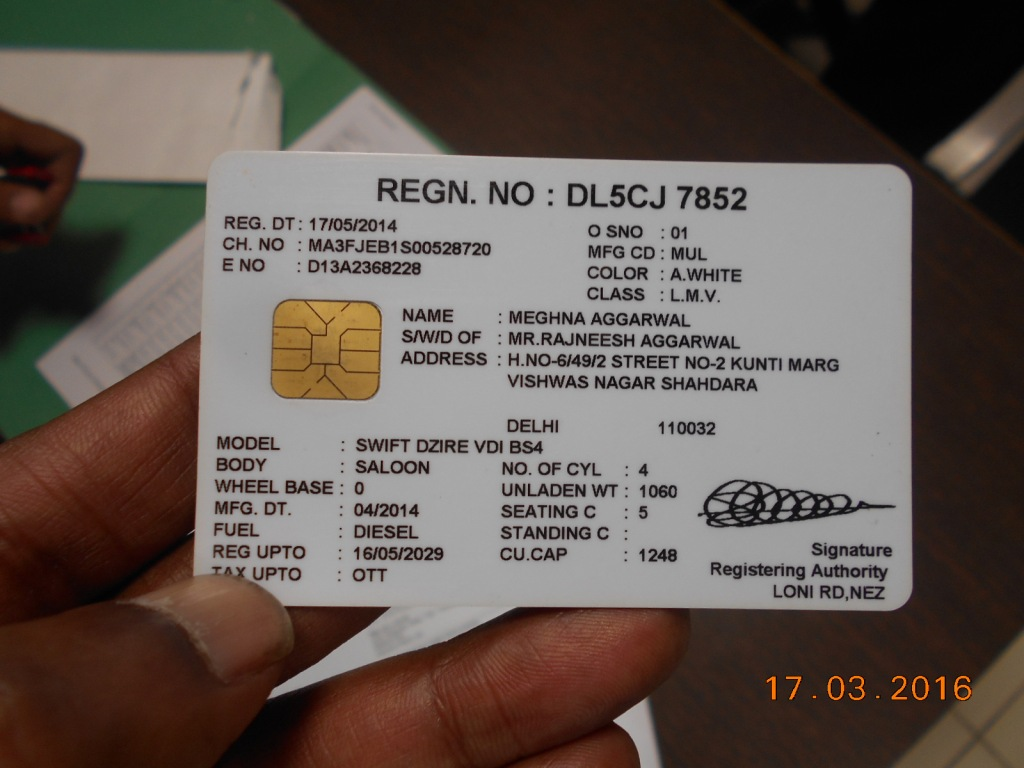 REGN. NO : DL5CJ 7852
REG. DT : 17/05/2014
CH. NO : MA3FJEB1S00528720
E NO : D13A2368228
O SNO : 01
MFG CD : MUL
COLOR : A.WHITE
CLASS : L.M.V.
NAME : MEGHNA AGGARWAL
S/W/D OF : MR.RAJNEESH AGGARWAL
ADDRESS : H.NO-6/49/2 STREET NO-2 KUNTI MARG
VISHWAS NAGAR SHAHDARA
DELHI 110032
MODEL : SWIFT DZIRE VDI BS4
BODY : SALOON
WHEEL BASE : 0
MFG. DT. : 04/2014
FUEL : DIESEL
REG UPTO : 16/05/2029
TAX UPTO : OTT
NO. OF CYL : 4
UNLADEN WT : 1060
SEATING C : 5
STANDING C :
CU.CAP : 1248
Signature
Registering Authority
LONI RD,NEZ
17.03.2016